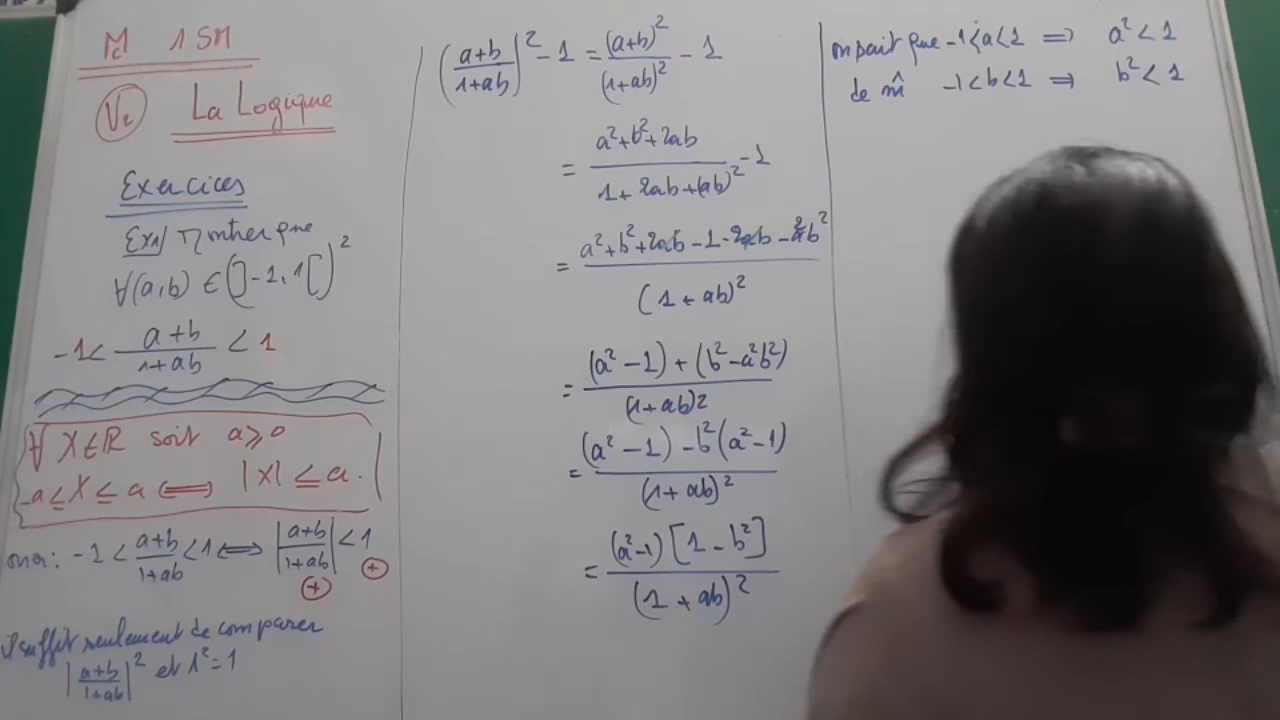 Mc 1 SM
La Logique
Exercices
Ex1/ Montrer que
∀(a,b) ∈ (]-1,1[)²
-1 < (a+b)/(1+ab) < 1
∀ X ∈ ℝ soit a ≥ 0
-a ≤ X ≤ a ⟺ |X| ≤ a.
on a : -1 < (a+b)/(1+ab) < 1 ⟺ |(a+b)/(1+ab)| < 1
⊕ ⊕
il suffit seulement de comparer
|(a+b)/(1+ab)|² et 1² = 1
|(a+b)/(1+ab)|² - 1 = (a+b)²/(1+ab)² - 1
= (a²+b²+2ab)/(1+2ab+(ab)²) - 1
= (a²+b²+2ab-1-2ab-a²b²)/(1+ab)²
= ((a²-1)+(b²-a²b²))/(1+ab)²
= ((a²-1)-b²(a²-1))/(1+ab)²
= ((a²-1)[1-b²])/(1+ab)²
on sait que -1<a<1 ⟹ a²<1
de m̂ -1<b<1 ⟹ b²<1